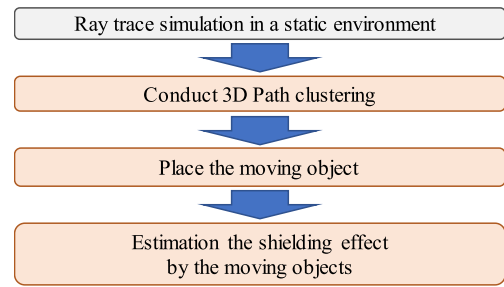 Ray trace simulation in a static environment
Conduct 3D Path clustering
Place the moving object
Estimation the shielding effect
by the moving objects